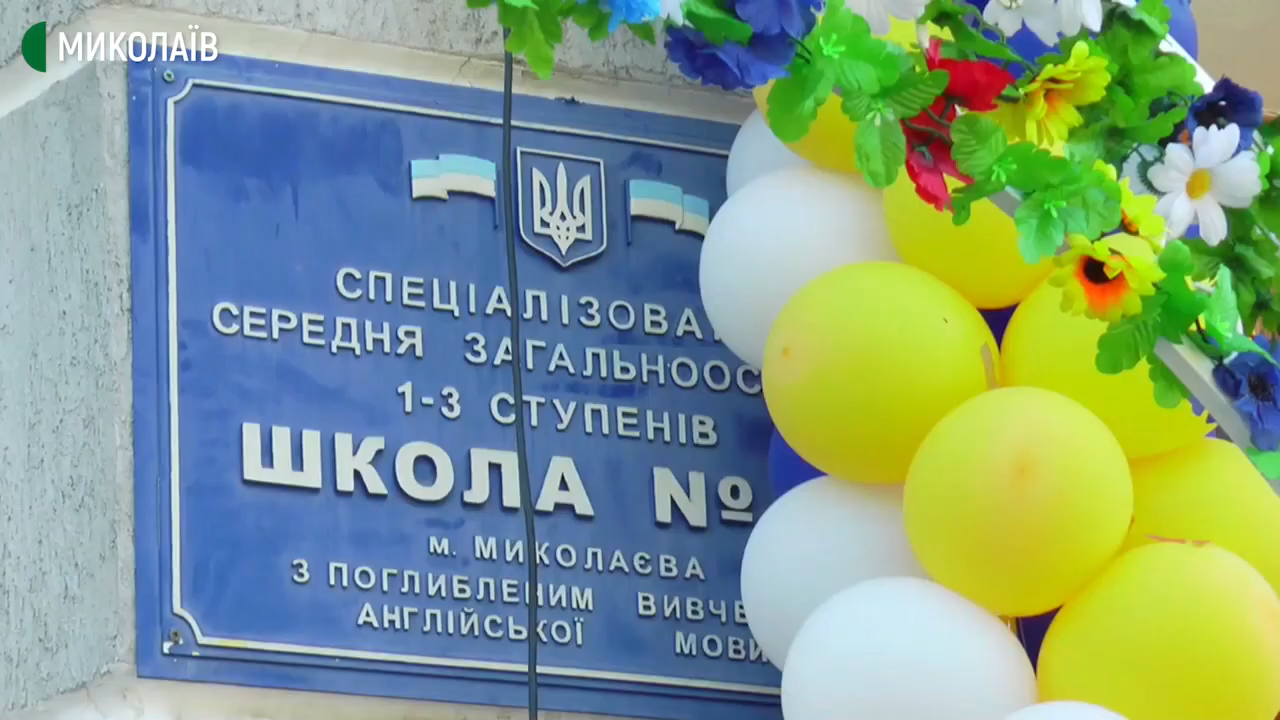 МИКОЛАЇВ
СПЕЦІАЛІЗОВА
СЕРЕДНЯ ЗАГАЛЬНООС
1-3 СТУПЕНІВ
ШКОЛА №
м. МИКОЛАЄВА
З ПОГЛИБЛЕНИМ ВИВЧЕ
АНГЛІЙСЬКОЇ МОВИ